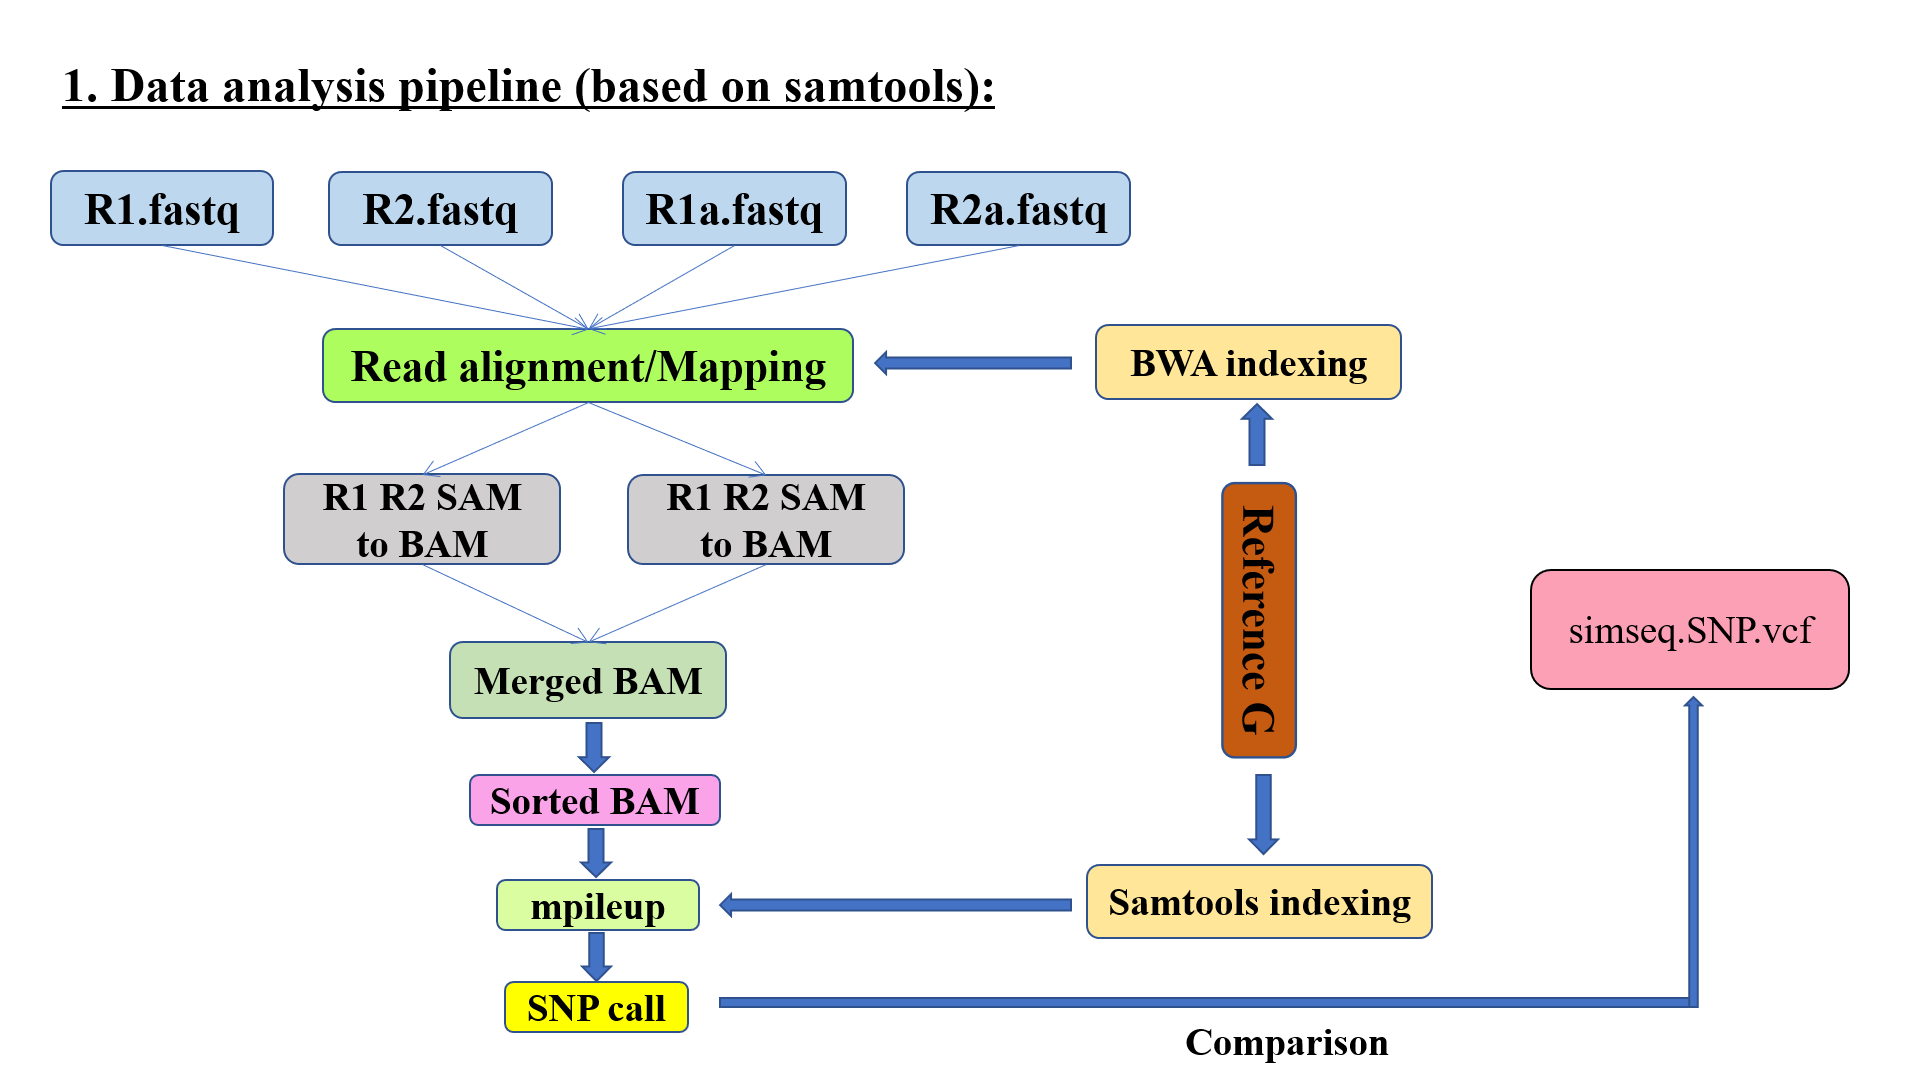 1. Data analysis pipeline (based on samtools):
R1.fastq
R2.fastq
R1a.fastq
R2a.fastq
Read alignment/Mapping
BWA indexing
R1 R2 SAM
to BAM
R1 R2 SAM
to BAM
Reference G
simseq.SNP.vcf
Merged BAM
Sorted BAM
mpileup
Samtools indexing
SNP call
Comparison